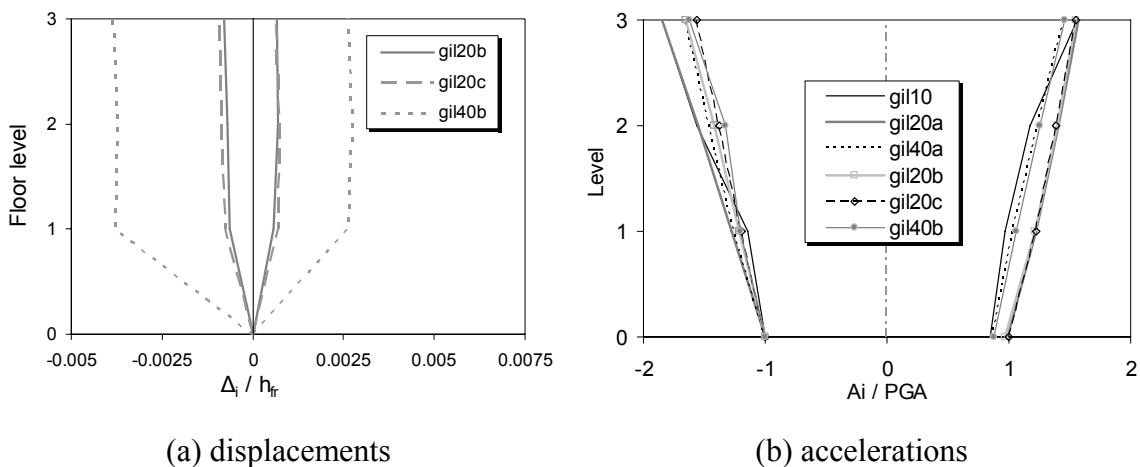 3
2
1
0
Floor level
-0.005
-0.0025
0
0.0025
0.005
0.0075
Δi / hfr
gil20b
gil20c
gil40b
(a) displacements
3
2
1
0
Level
-2
-1
0
1
2
Ai / PGA
gil10
gil20a
gil40a
gil20b
gil20c
gil40b
(b) accelerations